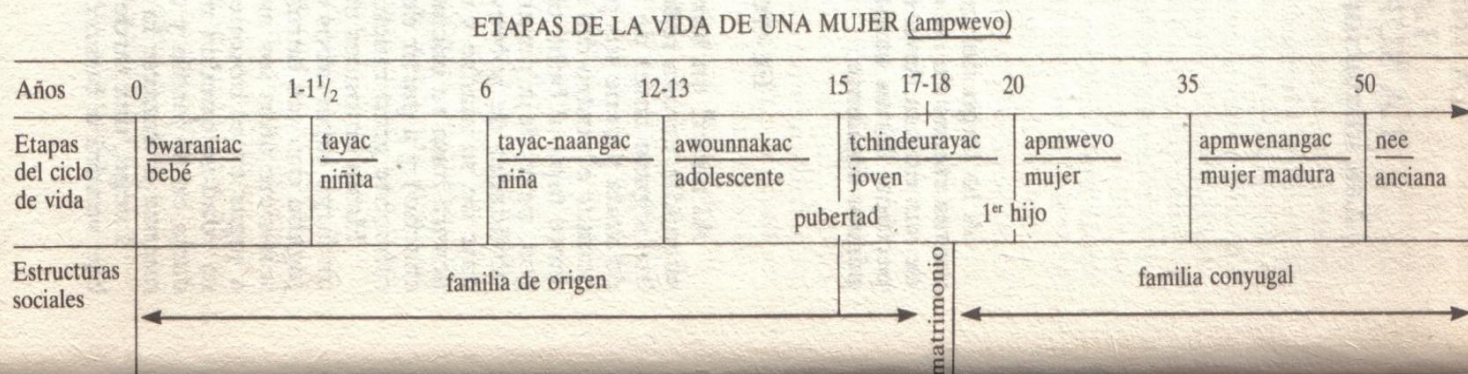 ETAPAS DE LA VIDA DE UNA MUJER (ampwevo)
Años 0 1-1½ 6 12-13 15 17-18 20 35 50
Etapas
del ciclo
de vida
bwaraniac
bebé
tayac
niñita
tayac-naangac
niña
awounnakac
adolescente
tchindeurayac
joven
apmwevo
mujer
apmwenangac
mujer madura
nee
anciana
pubertad
1er hijo
Estructuras
sociales
familia de origen
matrimonio
familia conyugal